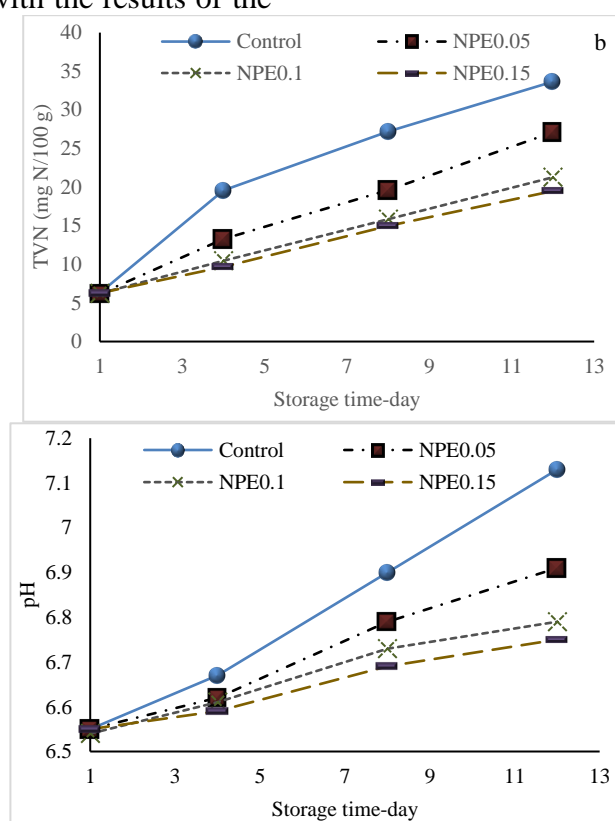 with the results of the
b
Control NPE0.05
NPE0.1 NPE0.15
TVN (mg N/100 g)
40
35
30
25
20
15
10
5
0
1 3 5 7 9 11 13
Storage time-day
Control NPE0.05
NPE0.1 NPE0.15
pH
7.2
7.1
7
6.9
6.8
6.7
6.6
6.5
1 3 5 7 9 11 13
Storage time-day